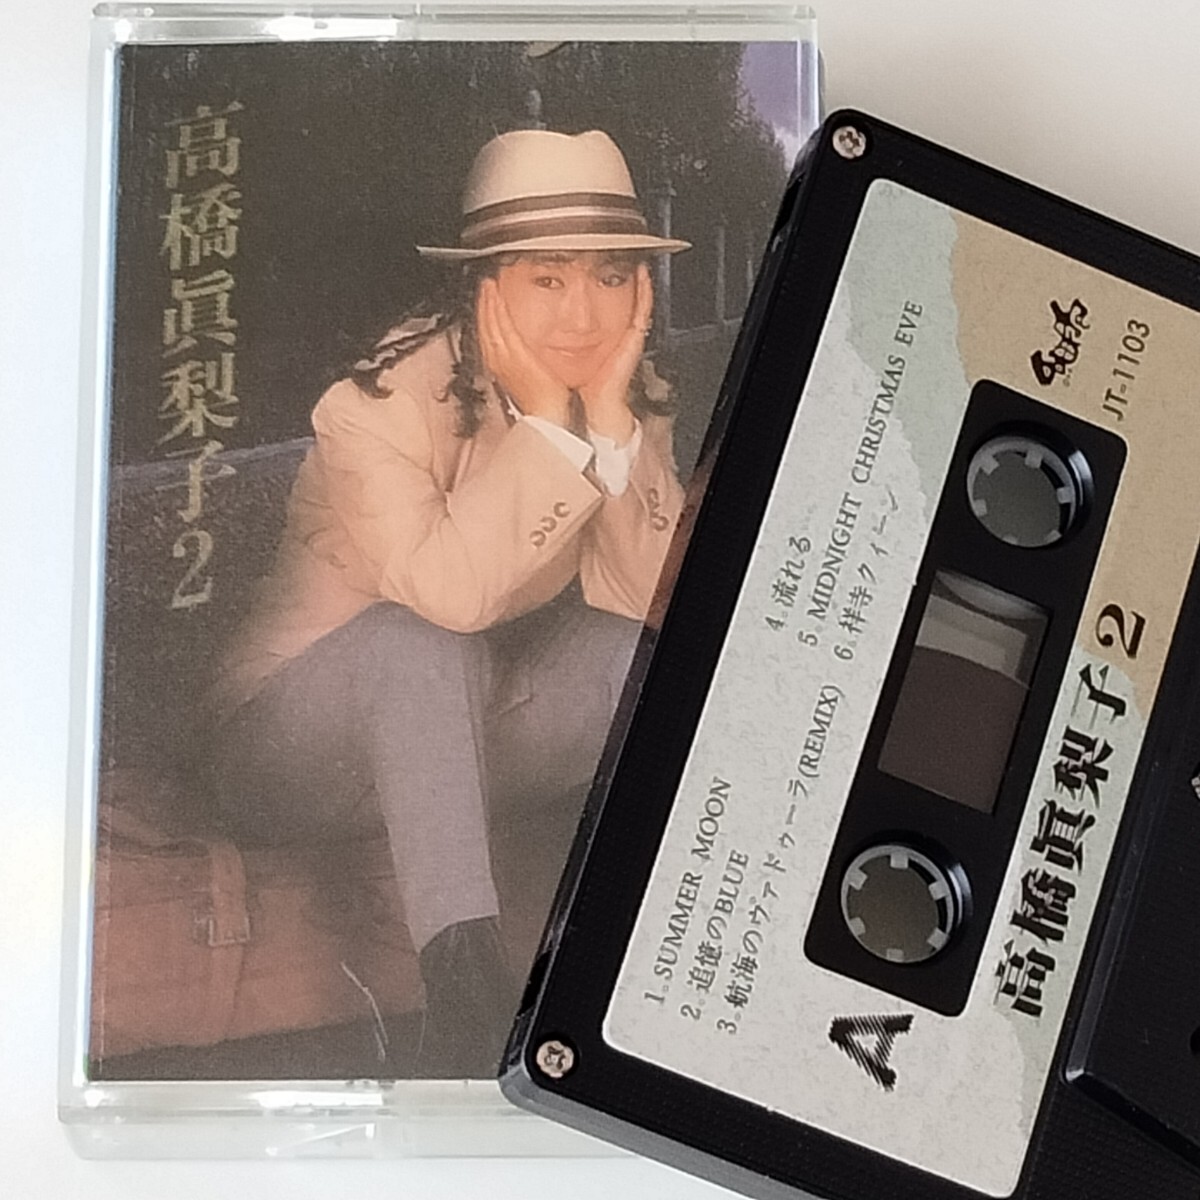 高橋眞梨子2
1. SUMMER MOON
2. 追憶のBLUE
3. 航海のヴァドゥーラ(REMIX)
4. 流れる
5. MIDNIGHT CHRISTMAS EVE
6. 祥寺クィーン
JT-1103
A
高橋眞梨子2